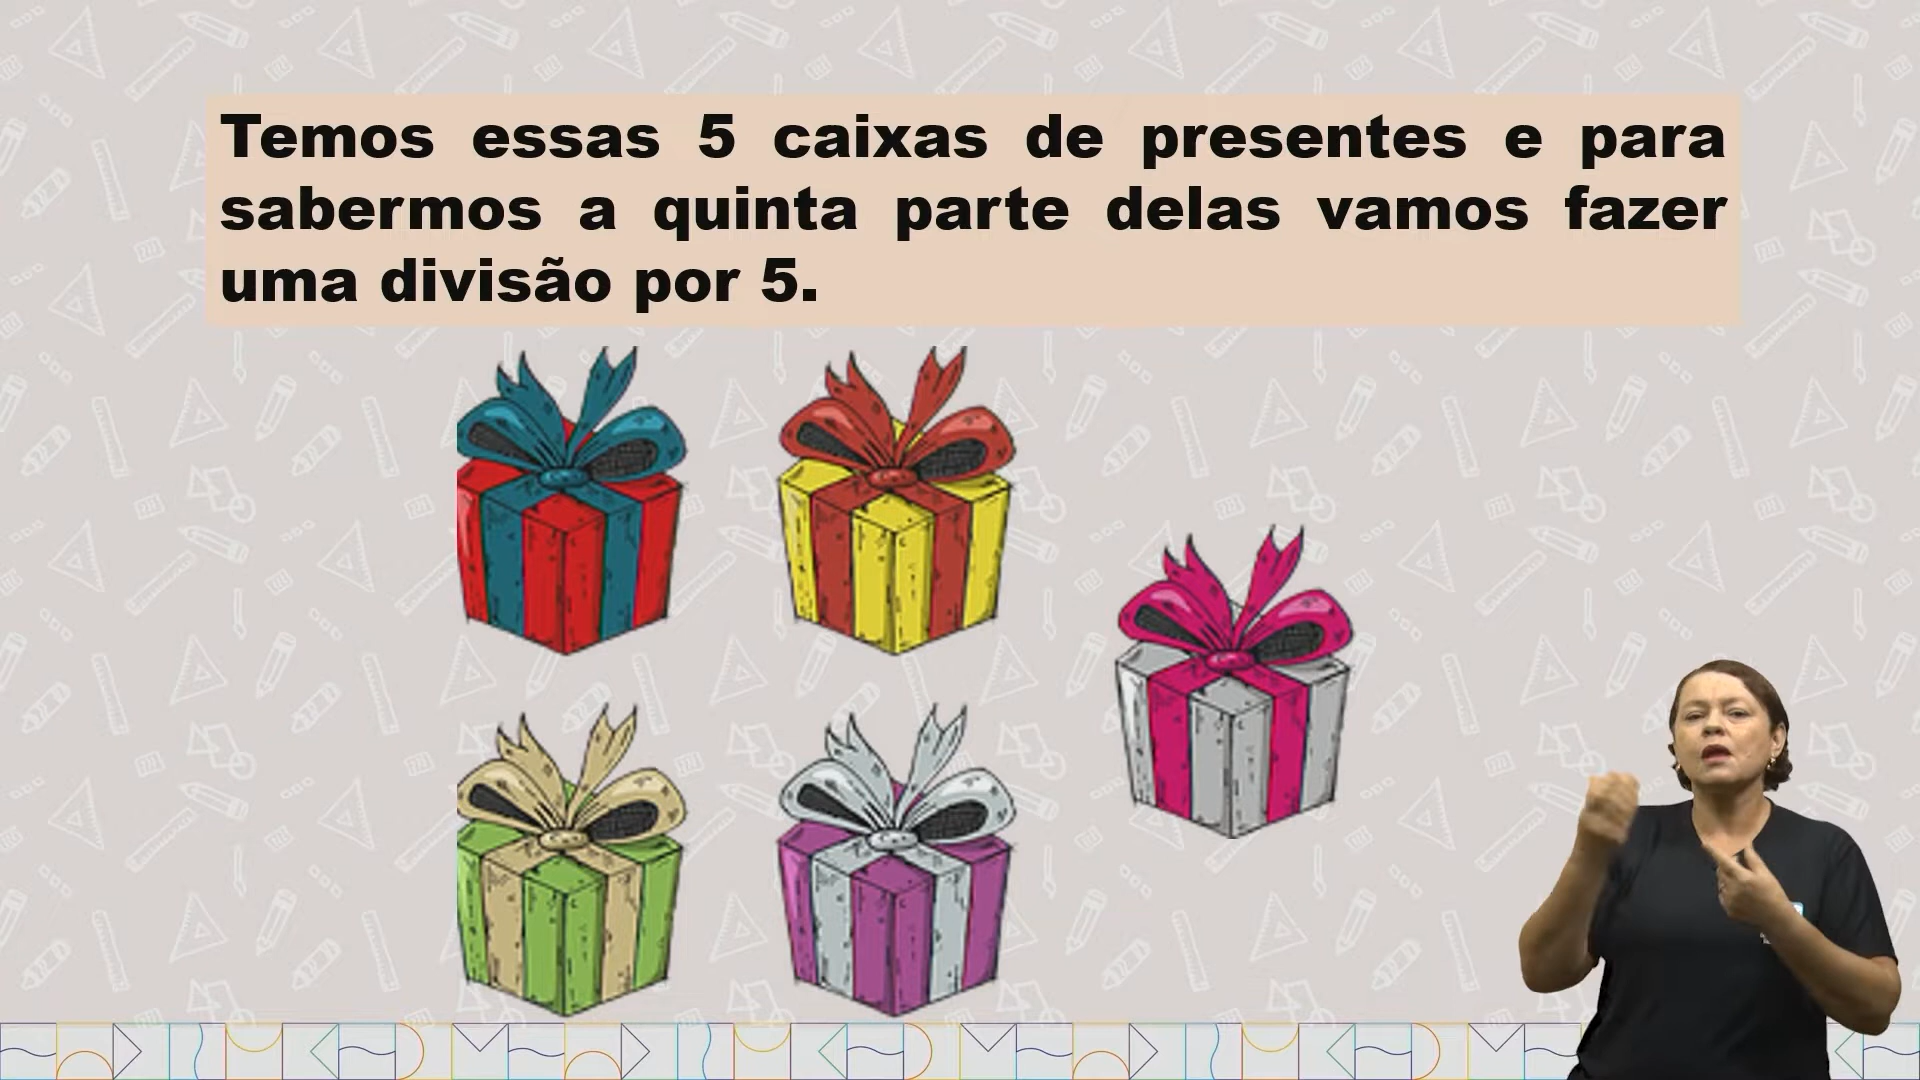 Temos essas 5 caixas de presentes e para
sabermos a quinta parte delas vamos fazer
uma divisão por 5.